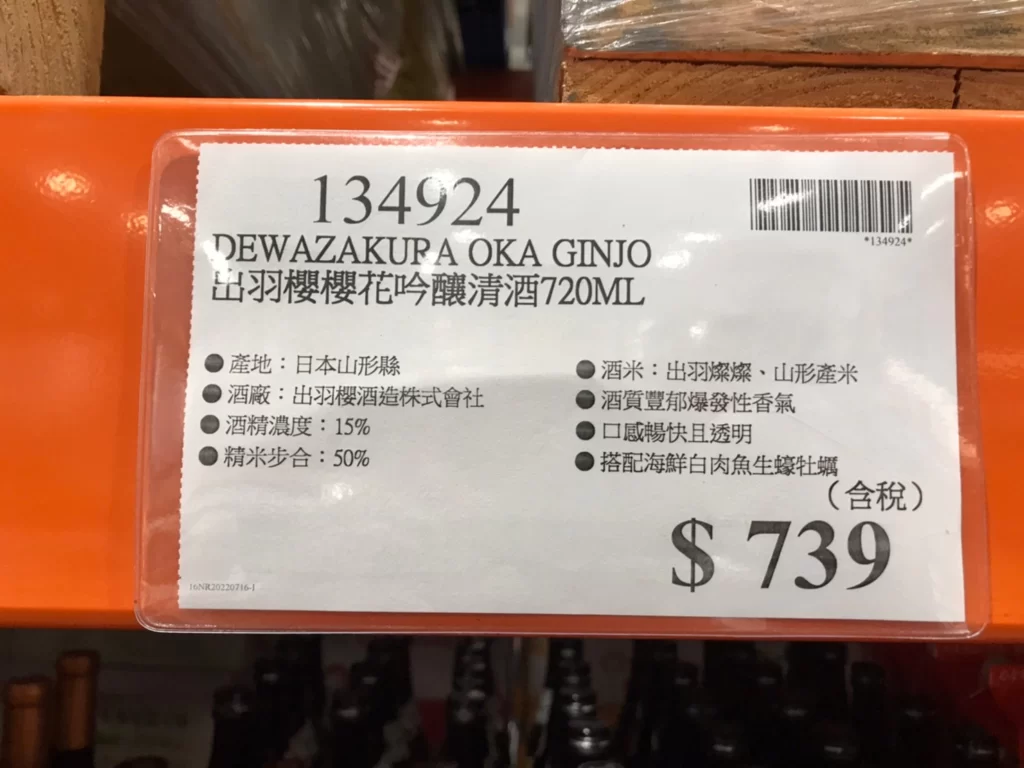 134924
*134924*
DEWAZAKURA OKA GINJO
出羽櫻櫻花吟釀清酒720ML
●產地：日本山形縣
●酒廠：出羽櫻酒造株式會社
●酒精濃度：15%
●精米步合：50%
●酒米：出羽燦燦、山形產米
●酒質豐郁爆發性香氣
●口感暢快且透明
●搭配海鮮白肉魚生蠔牡蠣
（含稅）
$ 739
16NR20220716-1